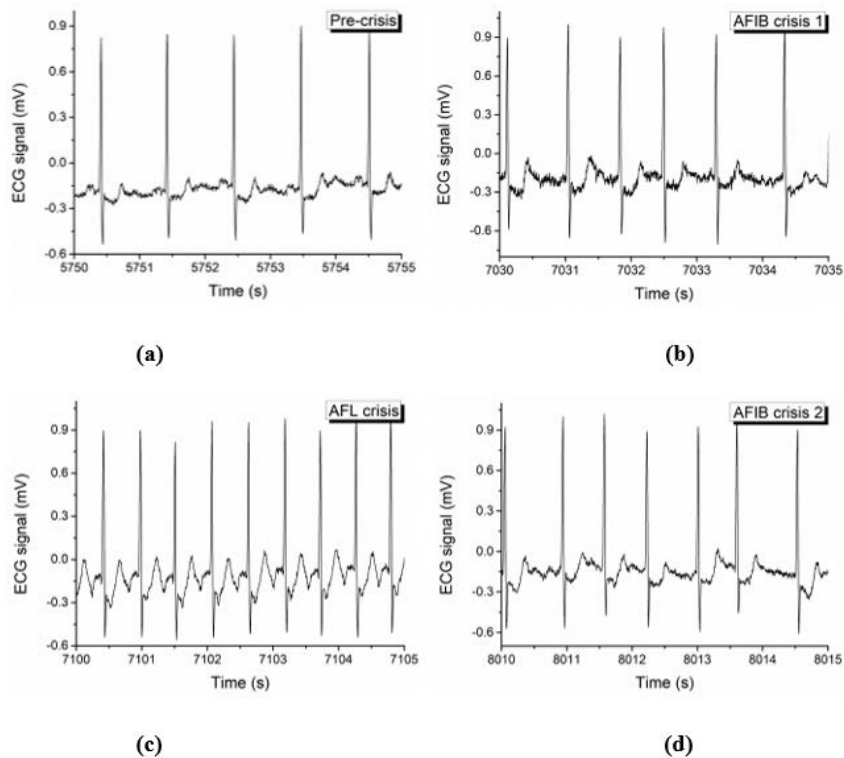 Pre-crisis
ECG signal (mV)
0.9
0.6
0.3
0.0
-0.3
-0.6
5750 5751 5752 5753 5754 5755
Time (s)
(a)
AFIB crisis 1
ECG signal (mV)
0.9
0.6
0.3
0.0
-0.3
-0.6
7030 7031 7032 7033 7034 7035
Time (s)
(b)
AFL crisis
ECG signal (mV)
0.9
0.6
0.3
0.0
-0.3
-0.6
7100 7101 7102 7103 7104 7105
Time (s)
(c)
AFIB crisis 2
ECG signal (mV)
0.9
0.6
0.3
0.0
-0.3
-0.6
8010 8011 8012 8013 8014 8015
Time (s)
(d)